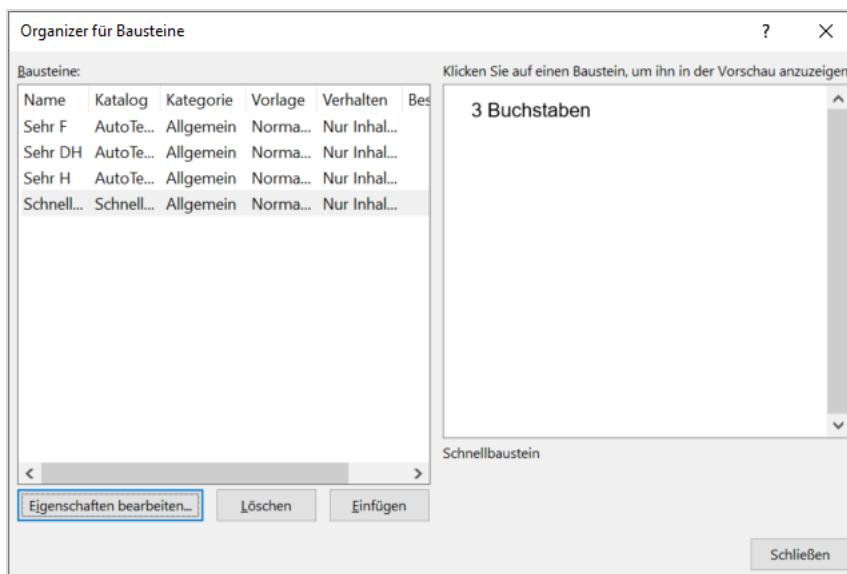 Organizer für Bausteine
?
Bausteine:
Klicken Sie auf einen Baustein, um ihn in der Vorschau anzuzeigen
Name Katalog Kategorie Vorlage Verhalten Bes
Sehr F AutoTe... Allgemein Norma... Nur Inhal...
Sehr DH AutoTe... Allgemein Norma... Nur Inhal...
Sehr H AutoTe... Allgemein Norma... Nur Inhal...
Schnell... Schnell... Allgemein Norma... Nur Inhal...
3 Buchstaben
Schnellbaustein
Eigenschaften bearbeiten... Löschen Einfügen
Schließen